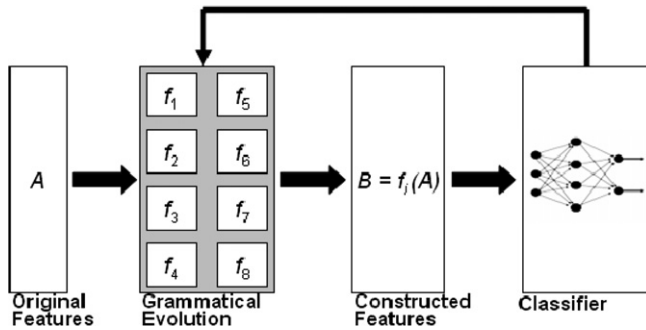 A
f1 f5
f2 f6
f3 f7
f4 f8
B = fi(A)
Original
Features
Grammatical
Evolution
Constructed
Features
Classifier